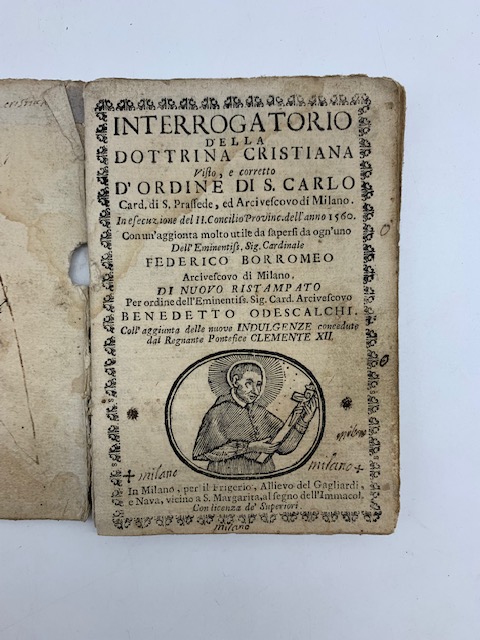 INTERROGATORIO
DELLA
DOTTRINA CRISTIANA
Visto, e corretto
D'ORDINE DI S. CARLO
Card. di S. Prassede, ed Arcivescovo di Milano.
In esecuzione del II. Concilio Provinc. dell'anno 1560.
Con un'aggionta molto utile da sapersi da ogn'uno
Dell'Eminentiss. Sig. Cardinale
FEDERICO BORROMEO
Arcivescovo di Milano.
DI NUOVO RISTAMPATO
Per ordine dell'Eminentiss. Sig. Card. Arcivescovo
BENEDETTO ODESCALCHI.
Coll'aggiunta delle nuove INDULGENZE concedute
dal Regnante Pontefice CLEMENTE XII.
milano
milano
milano
In Milano, per il Frigerio, Allievo del Gagliardi,
e Nava, vicino a S. Margarita, al segno dell'Immacol.
Con licenza de' Superiori.
milano